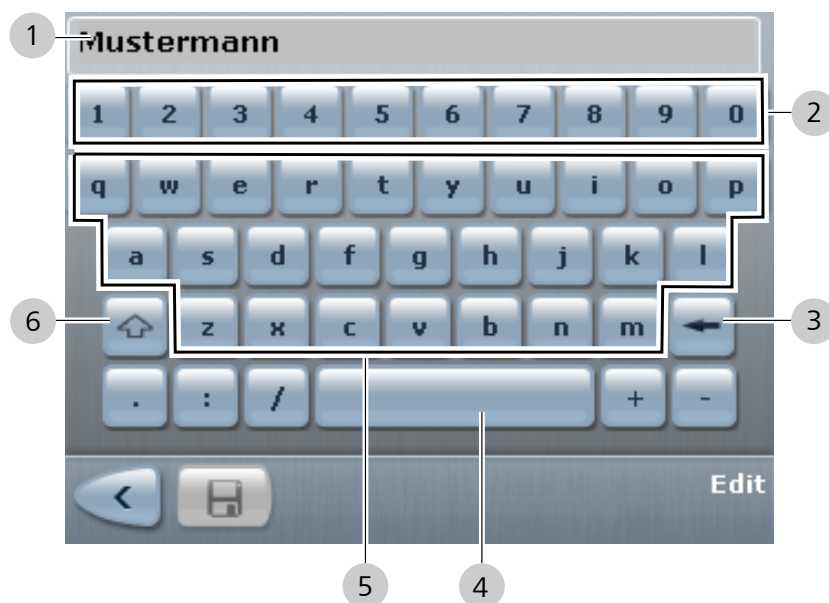 1 Mustermann
1 2 3 4 5 6 7 8 9 0 2
q w e r t y u i o p
a s d f g h j k l
6 z x c v b n m 3
. : / + -
Edit
5 4